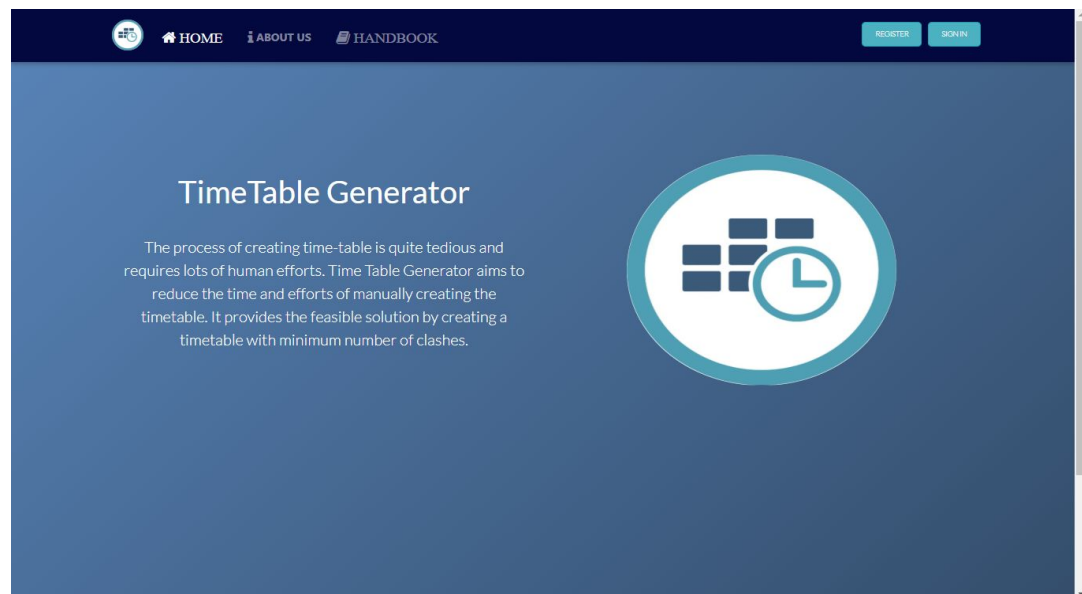 HOME ABOUT US HANDBOOK REGISTER SIGN IN
TimeTable Generator
The process of creating time-table is quite tedious and
requires lots of human efforts. Time Table Generator aims to
reduce the time and efforts of manually creating the
timetable. It provides the feasible solution by creating a
timetable with minimum number of clashes.